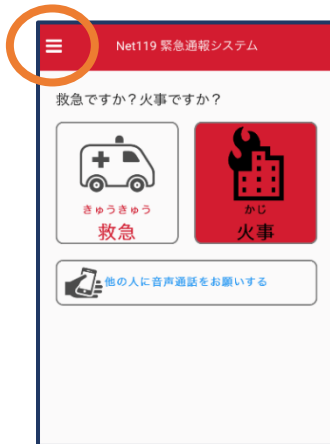 Net119 緊急通報システム
救急ですか？火事ですか？
きゅうきゅう
救急
かじ
火事
他の人に音声通話をお願いする